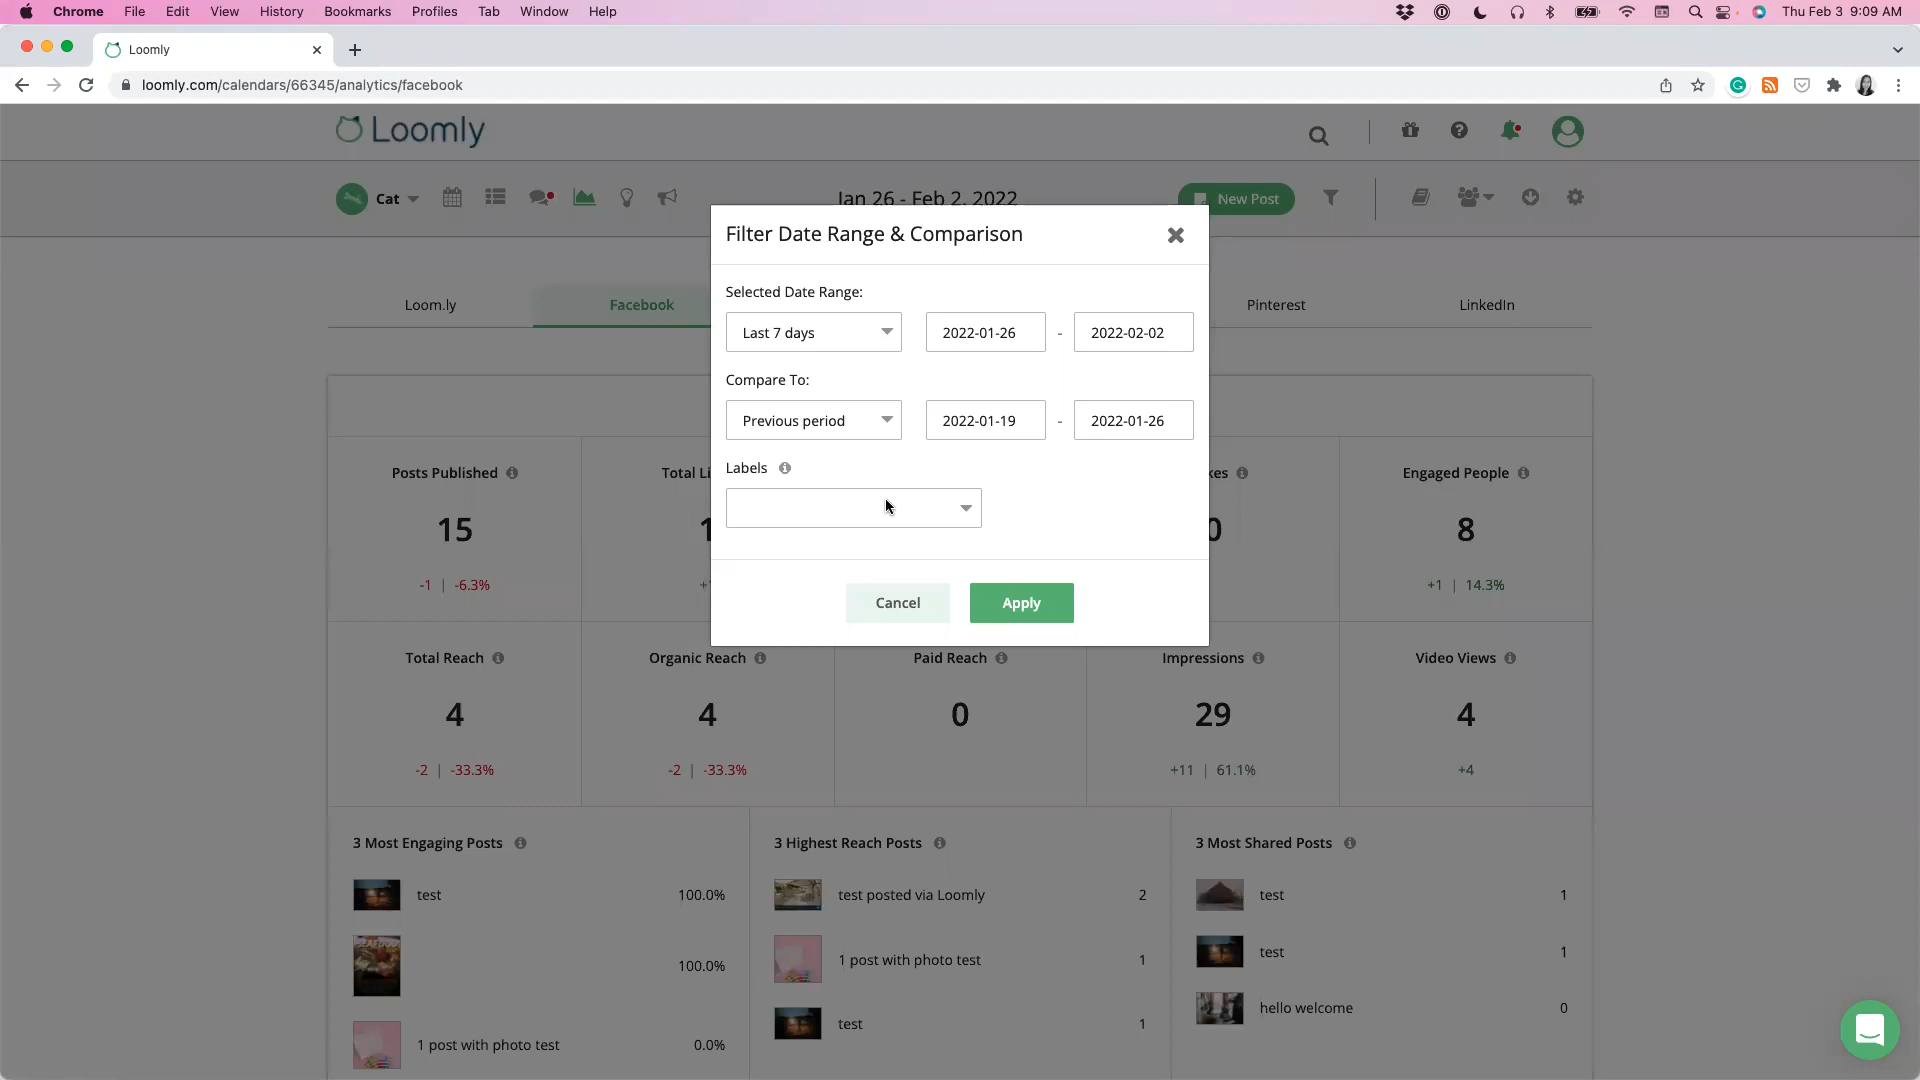 Chrome File Edit View History Bookmarks Profiles Tab Window Help Thu Feb 3 9:09 AM
Loomly
loomly.com/calendars/66345/analytics/facebook
Loomly
Cat Jan 26 - Feb 2, 2022 New Post
Filter Date Range & Comparison
Selected Date Range:
Last 7 days 2022-01-26 - 2022-02-02
Compare To:
Previous period 2022-01-19 - 2022-01-26
Labels
Cancel Apply
Loom.ly Facebook Pinterest LinkedIn
Posts Published Engaged People
15 8
-1 | -6.3% +1 | 14.3%
Total Reach Organic Reach Paid Reach Impressions Video Views
4 4 0 29 4
-2 | -33.3% -2 | -33.3% +11 | 61.1% +4
3 Most Engaging Posts
test 100.0%
100.0%
1 post with photo test 0.0%
3 Highest Reach Posts
test posted via Loomly 2
1 post with photo test 1
test 1
3 Most Shared Posts
test 1
test 1
hello welcome 0